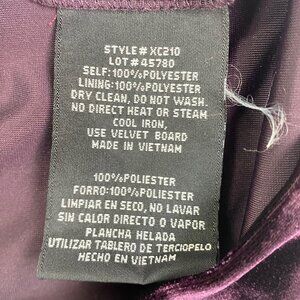 STYLE# XC210
LOT# 45780
SELF:100%POLYESTER
LINING:100%POLYESTER
DRY CLEAN, DO NOT WASH.
NO DIRECT HEAT OR STEAM
COOL IRON,
USE VELVET BOARD
MADE IN VIETNAM
100%POLIESTER
FORRO:100%POLIESTER
LIMPIAR EN SECO, NO LAVAR
SIN CALOR DIRECTO O VAPOR
PLANCHA HELADA
UTILIZAR TABLERO DE TERCIOPELO
HECHO EN VIETNAM